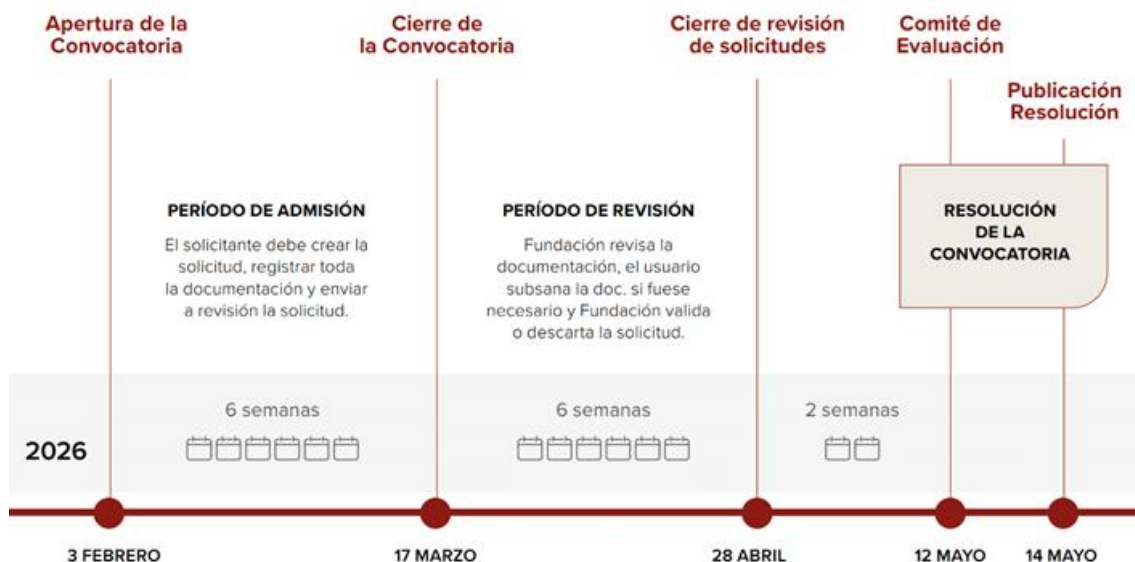 Apertura de la
Convocatoria
Cierre de
la Convocatoria
Cierre de revisión
de solicitudes
Comité de
Evaluación
Publicación
Resolución
PERÍODO DE ADMISIÓN
El solicitante debe crear la
solicitud, registrar toda
la documentación y enviar
a revisión la solicitud.
PERÍODO DE REVISIÓN
Fundación revisa la
documentación, el usuario
subsana la doc. si fuese
necesario y Fundación valida
o descarta la solicitud.
RESOLUCIÓN
DE LA
CONVOCATORIA
6 semanas
6 semanas
2 semanas
2026
3 FEBRERO
17 MARZO
28 ABRIL
12 MAYO
14 MAYO